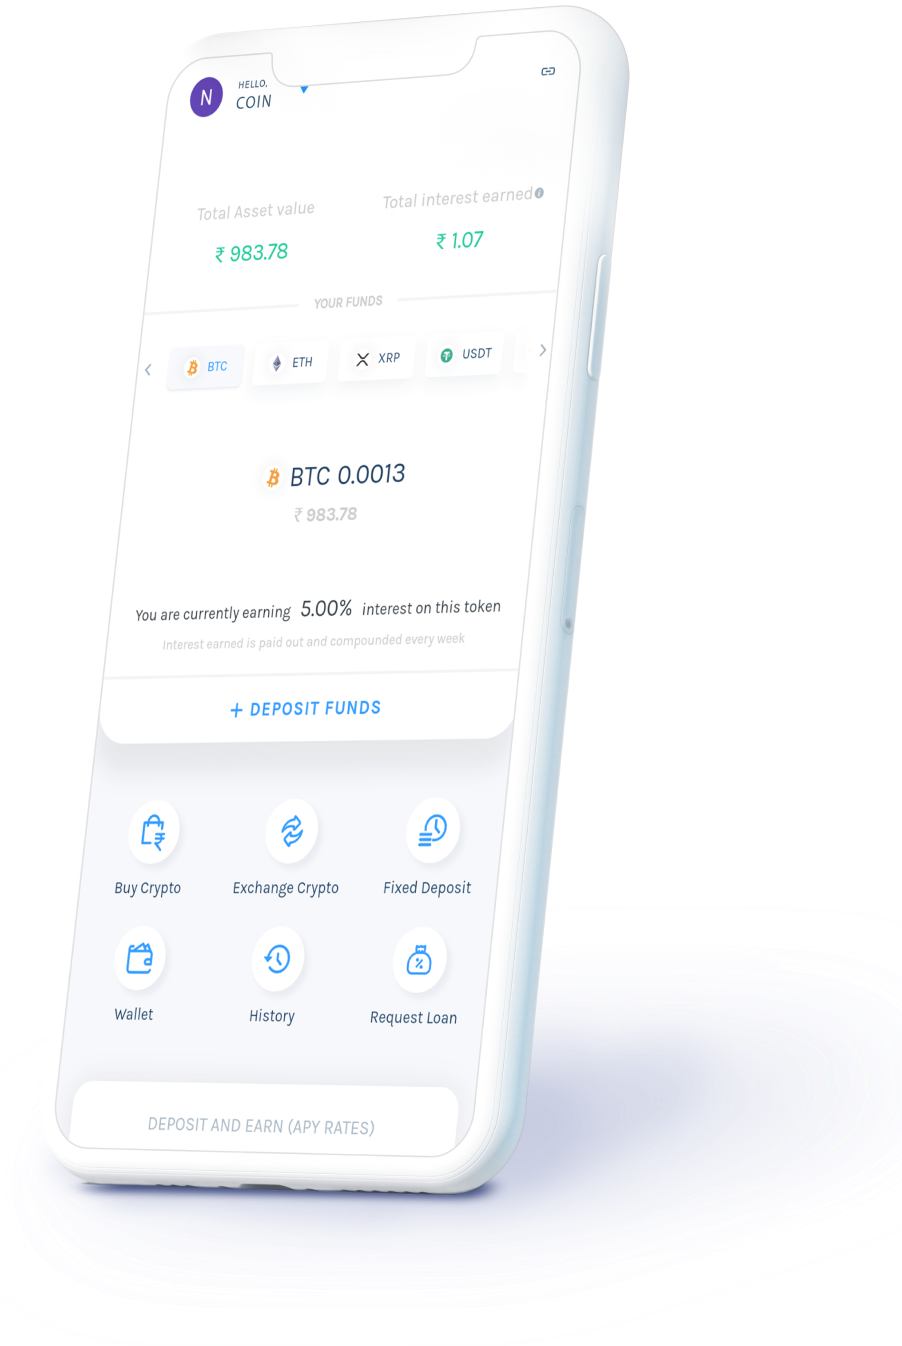 N
HELLO,
COIN
Total Asset value
Total interest earned
₹ 983.78
₹ 1.07
YOUR FUNDS
BTC
ETH
XRP
USDT
BTC 0.0013
₹ 983.78
You are currently earning 5.00% interest on this token
Interest earned is paid out and compounded every week
+ DEPOSIT FUNDS
Buy Crypto
Exchange Crypto
Fixed Deposit
Wallet
History
Request Loan
DEPOSIT AND EARN (APY RATES)